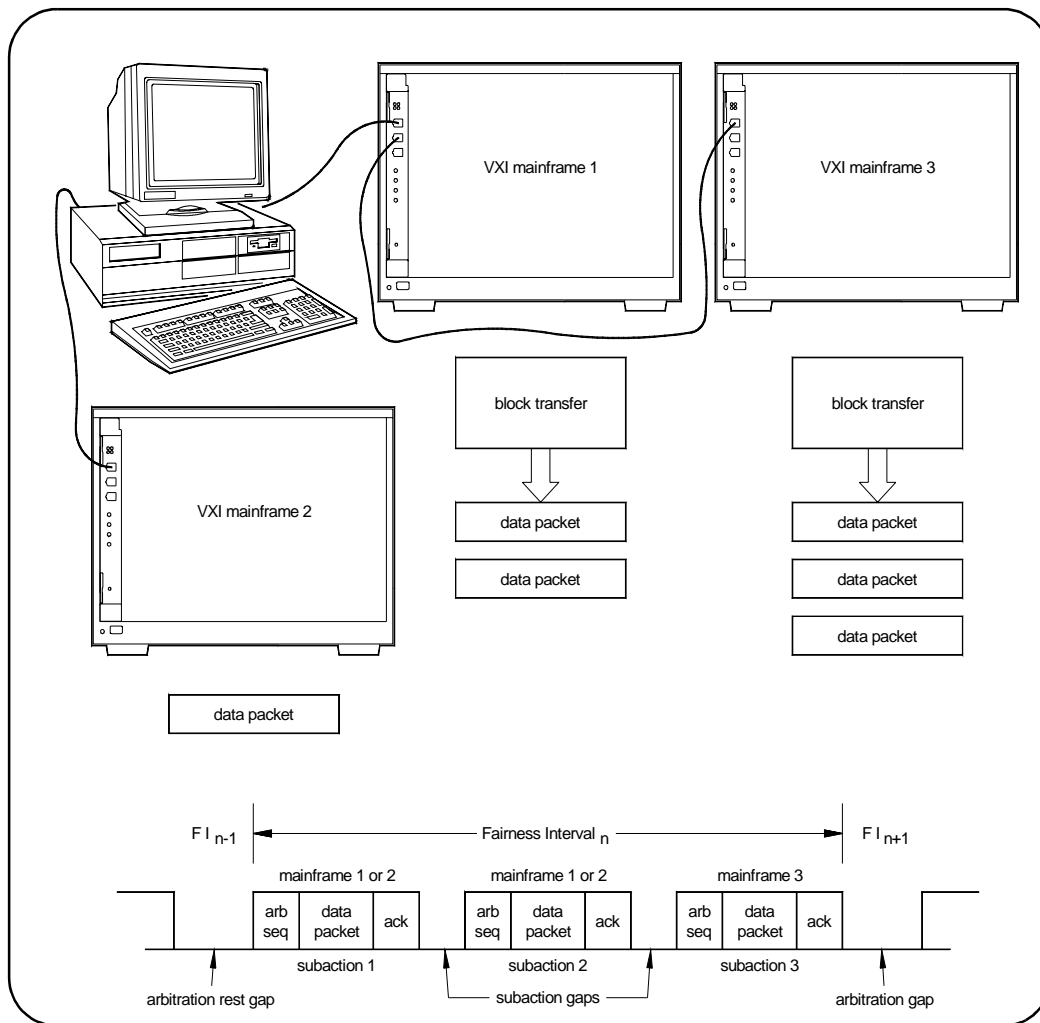 VXI mainframe 1
VXI mainframe 3
block transfer
block transfer
data packet
data packet
VXI mainframe 2
data packet
data packet
data packet
data packet
F I n-1
Fairness Interval n
F I n+1
mainframe 1 or 2
mainframe 1 or 2
mainframe 3
arb seq
data packet
ack
arb seq
data packet
ack
arb seq
data packet
ack
subaction 1
subaction 2
subaction 3
arbitration rest gap
subaction gaps
arbitration gap